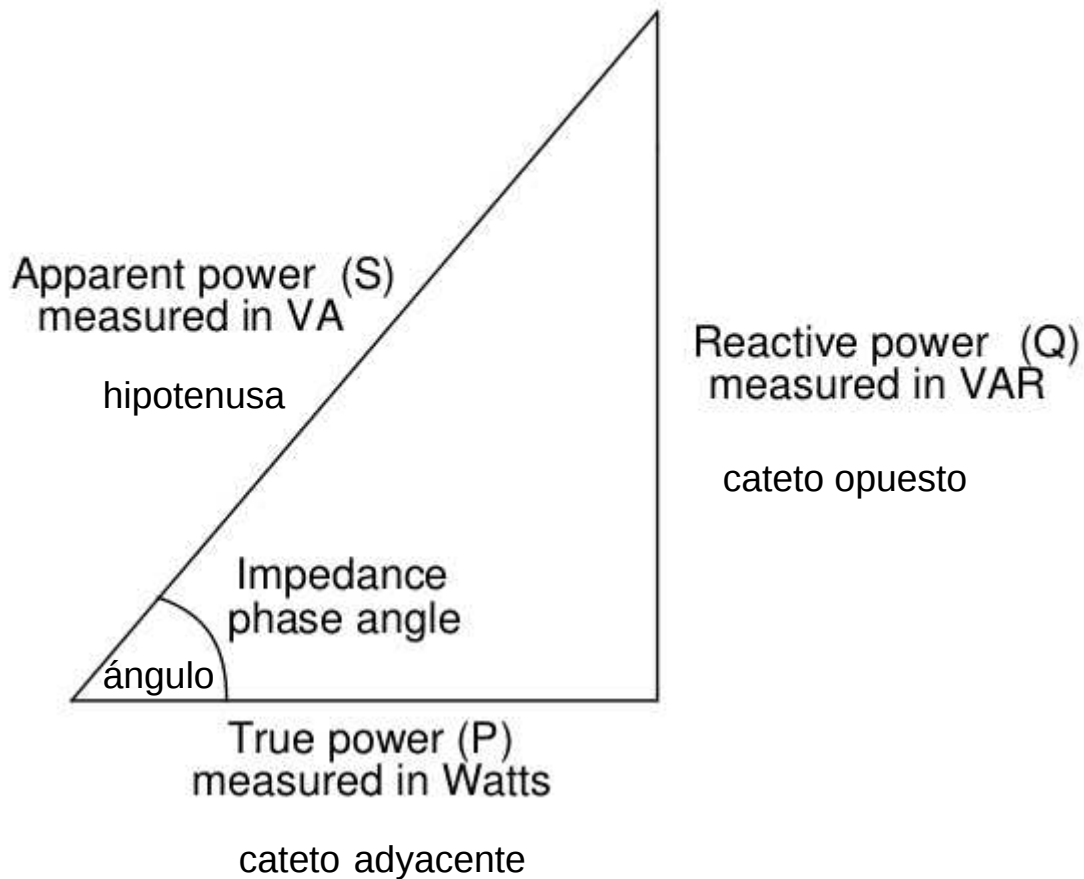 Apparent power (S)
measured in VA
hipotenusa
Reactive power (Q)
measured in VAR
cateto opuesto
Impedance
phase angle
ángulo
True power (P)
measured in Watts
cateto adyacente